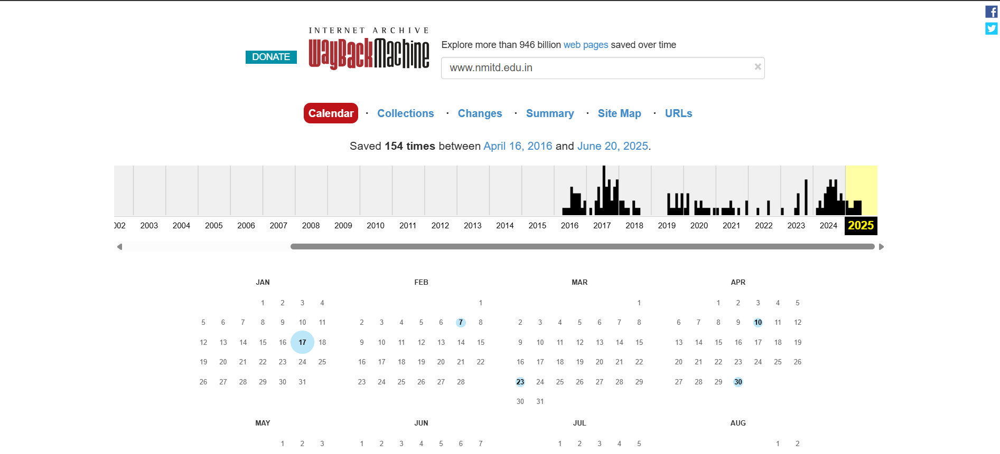 INTERNET ARCHIVE
WayBackMachine
DONATE
Explore more than 946 billion web pages saved over time
www.nmitd.edu.in
Calendar · Collections · Changes · Summary · Site Map · URLs
Saved 154 times between April 16, 2016 and June 20, 2025.
002 2003 2004 2005 2006 2007 2008 2009 2010 2011 2012 2013 2014 2015 2016 2017 2018 2019 2020 2021 2022 2023 2024 2025
JAN
1 2 3 4
5 6 7 8 9 10 11
12 13 14 15 16 17 18
19 20 21 22 23 24 25
26 27 28 29 30 31
FEB
1
2 3 4 5 6 7 8
9 10 11 12 13 14 15
16 17 18 19 20 21 22
23 24 25 26 27 28
MAR
1
2 3 4 5 6 7 8
9 10 11 12 13 14 15
16 17 18 19 20 21 22
23 24 25 26 27 28 29
30 31
APR
1 2 3 4 5
6 7 8 9 10 11 12
13 14 15 16 17 18 19
20 21 22 23 24 25 26
27 28 29 30
MAY
1 2 3
JUN
1 2 3 4 5 6 7
JUL
1 2 3 4 5
AUG
1 2